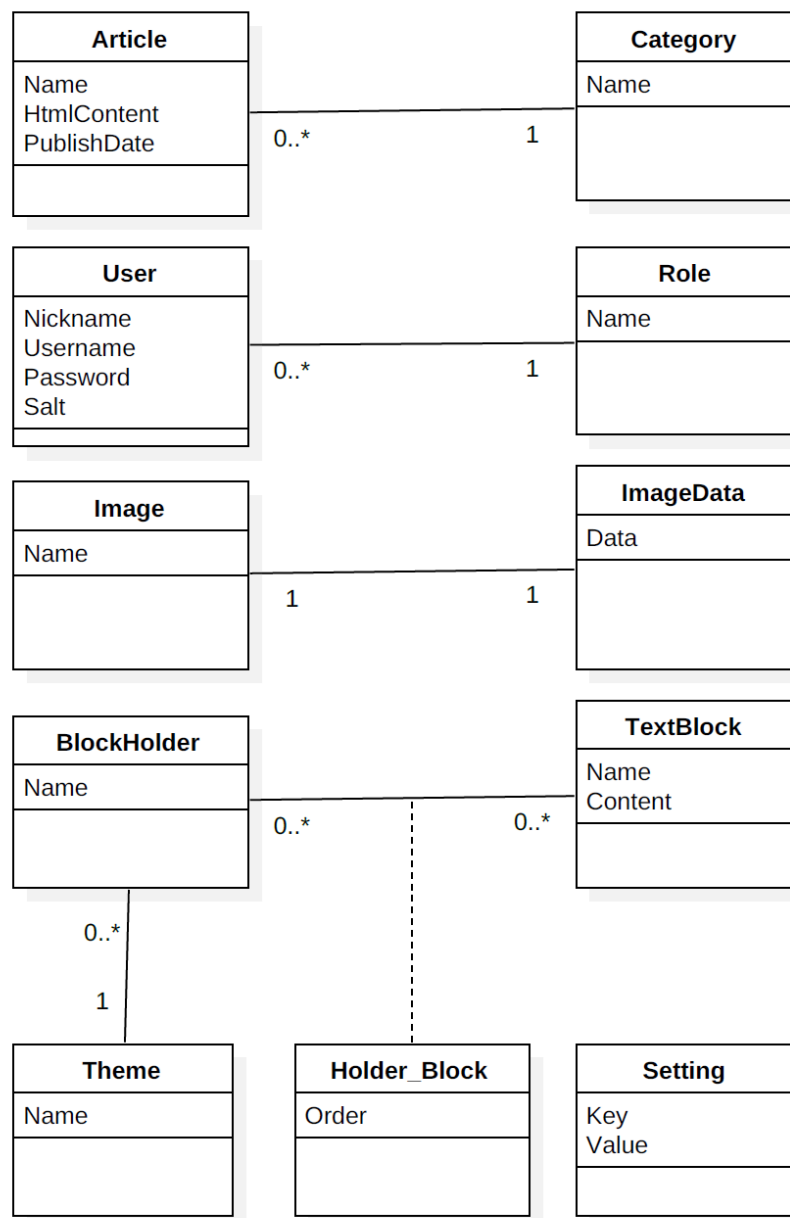 Article
Name
HtmlContent
PublishDate
Category
Name
0..*
1
User
Nickname
Username
Password
Salt
Role
Name
0..*
1
Image
Name
ImageData
Data
1
1
BlockHolder
Name
TextBlock
Name
Content
0..*
0..*
0..*
1
Theme
Name
Holder_Block
Order
Setting
Key
Value